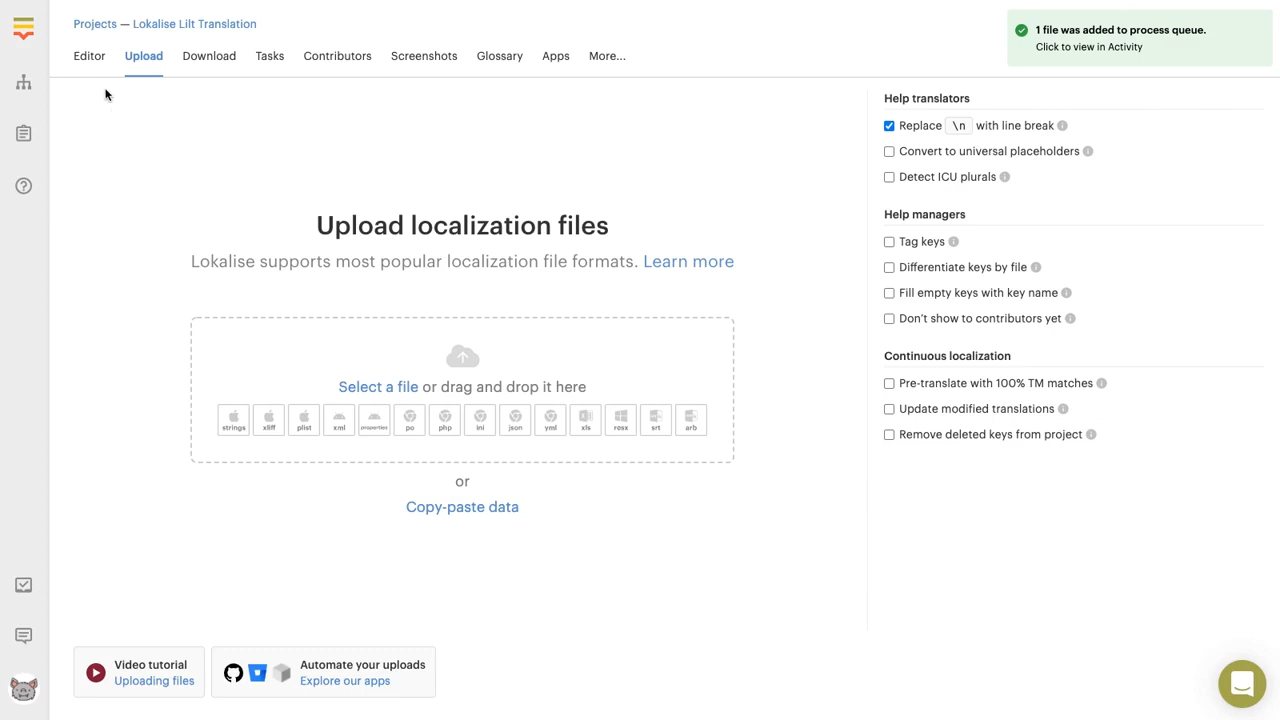 Projects — Lokalise Lilt Translation
Editor Upload Download Tasks Contributors Screenshots Glossary Apps More...
1 file was added to process queue.
Click to view in Activity
Upload localization files
Lokalise supports most popular localization file formats. Learn more
Select a file or drag and drop it here
strings xliff plist xml properties po php ini json yml xls resx srt arb
or
Copy-paste data
Video tutorial
Uploading files
Automate your uploads
Explore our apps
Help translators
Replace \n with line break
Convert to universal placeholders
Detect ICU plurals
Help managers
Tag keys
Differentiate keys by file
Fill empty keys with key name
Don't show to contributors yet
Continuous localization
Pre-translate with 100% TM matches
Update modified translations
Remove deleted keys from project